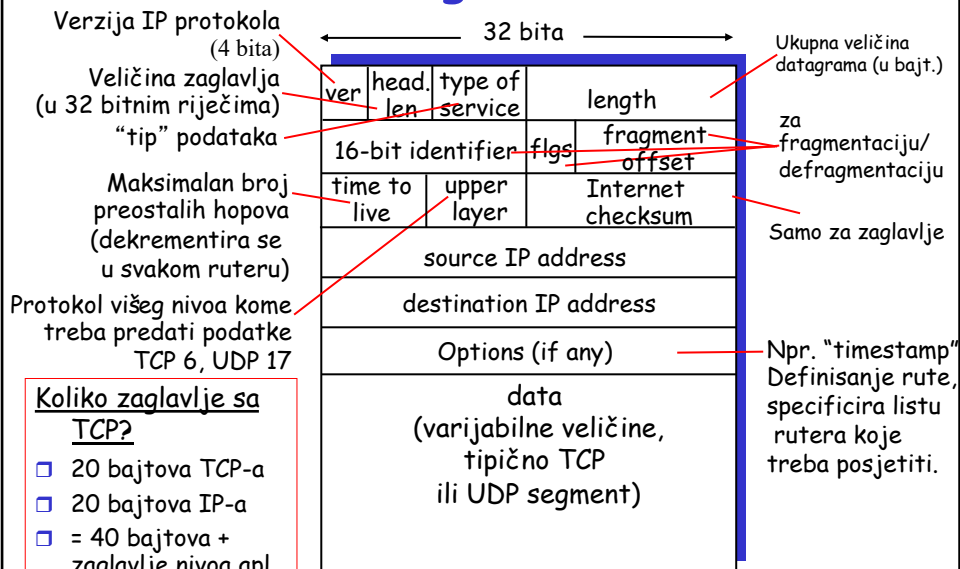 Verzija IP protokola
(4 bita)
32 bita
Ukupna veličina
datagrama (u bajt.)
Veličina zaglavlja
(u 32 bitnim riječima)
"tip" podataka
ver
head.
len
type of
service
length
16-bit identifier
flgs
fragment
offset
za
fragmentaciju/
defragmentaciju
Maksimalan broj
preostalih hopova
(dekrementira se
u svakom ruteru)
time to
live
upper
layer
Internet
checksum
Samo za zaglavlje
source IP address
destination IP address
Protokol višeg nivoa kome
treba predati podatke
TCP 6, UDP 17
Options (if any)
Npr. "timestamp"
Definisanje rute,
specificira listu
rutera koje
treba posjetiti.
data
(varijabilne veličine,
tipično TCP
ili UDP segment)
Koliko zaglavlje sa
TCP?
20 bajtova TCP-a
20 bajtova IP-a
= 40 bajtova +
zaglavlje nivoa apl